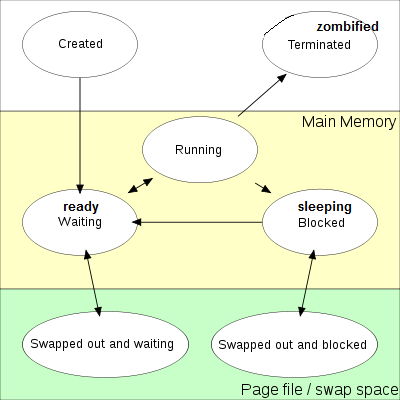 Created
zombified
Terminated
Main Memory
Running
ready
Waiting
sleeping
Blocked
Swapped out and waiting
Swapped out and blocked
Page file / swap space